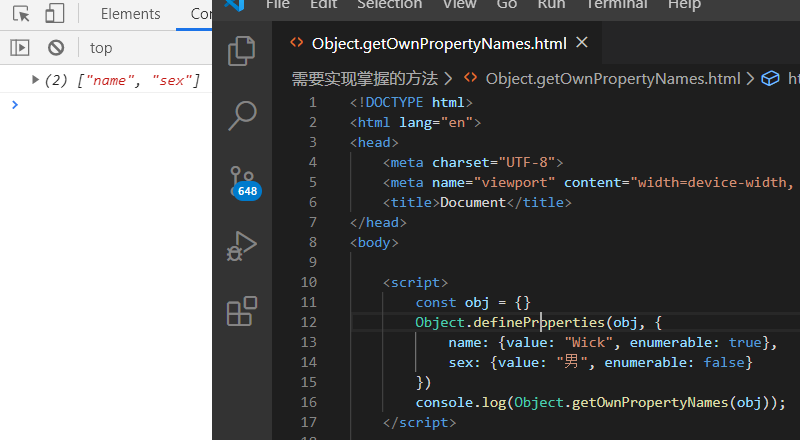 Elements
top
(2) ["name", "sex"]
File Edit Selection View Go Run Terminal Help
Object.getOwnPropertyNames.html
需要实现掌握的方法 > Object.getOwnPropertyNames.html >
648
1 <!DOCTYPE html>
2 <html lang="en">
3 <head>
4 <meta charset="UTF-8">
5 <meta name="viewport" content="width=device-width,
6 <title>Document</title>
7 </head>
8 <body>
9
10 <script>
11 const obj = {}
12 Object.defineProperties(obj, {
13 name: {value: "Wick", enumerable: true},
14 sex: {value: "男", enumerable: false}
15 })
16 console.log(Object.getOwnPropertyNames(obj));
17 </script>